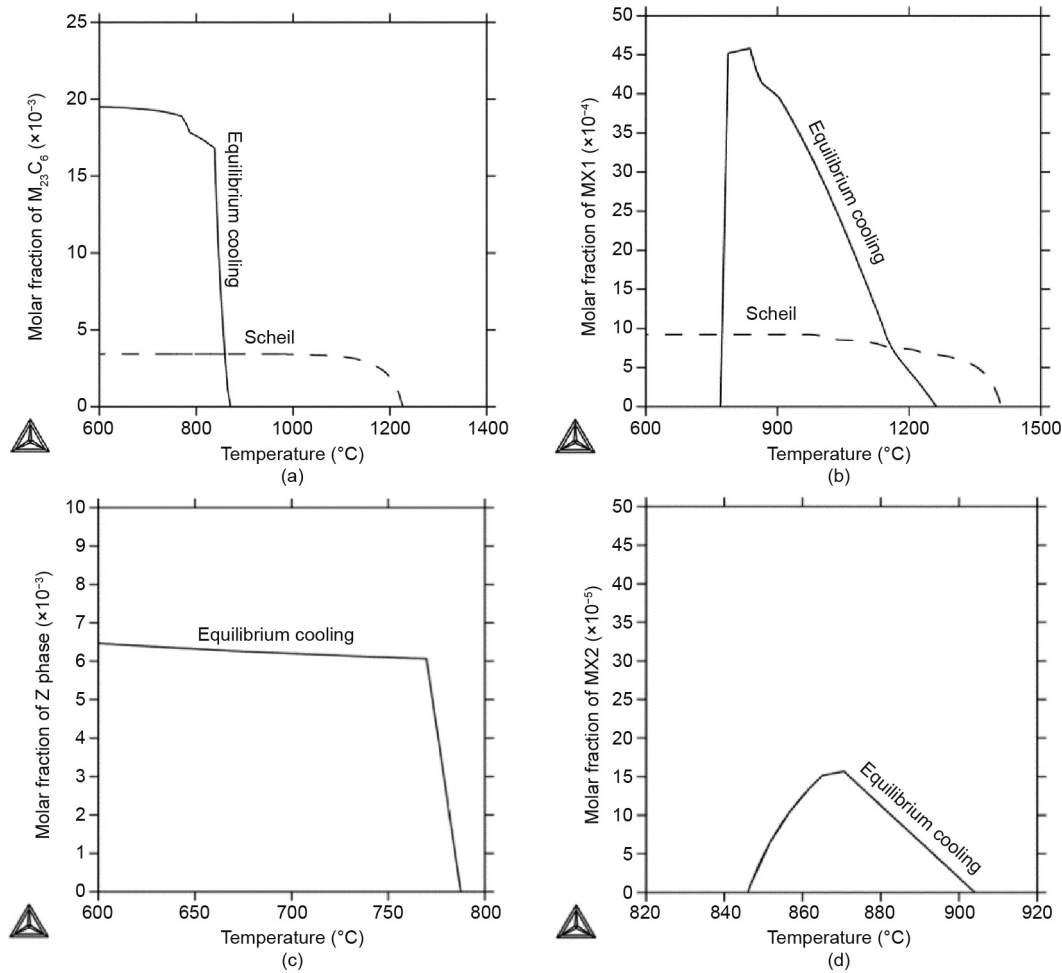 Molar fraction of M₂₃C₆ (×10⁻³)
25
20
15
10
5
0
Equilibrium cooling
Scheil
600 800 1000 1200 1400
Temperature (°C)
(a)
Molar fraction of MX1 (×10⁻⁴)
50
45
40
35
30
25
20
15
10
5
0
Equilibrium cooling
Scheil
600 900 1200 1500
Temperature (°C)
(b)
Molar fraction of Z phase (×10⁻³)
10
9
8
7
6
5
4
3
2
1
0
Equilibrium cooling
600 650 700 750 800
Temperature (°C)
(c)
Molar fraction of MX2 (×10⁻⁵)
50
45
40
35
30
25
20
15
10
5
0
Equilibrium cooling
820 840 860 880 900 920
Temperature (°C)
(d)